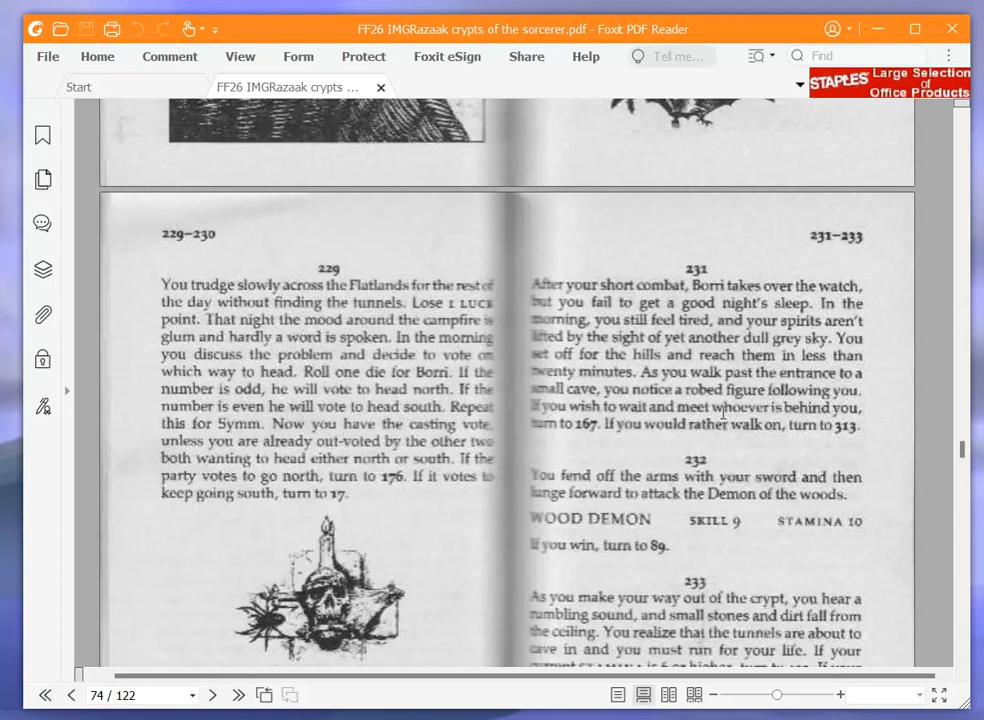 FF26 IMGRazaak crypts of the sorcerer.pdf - Foxit PDF Reader
File Home Comment View Form Protect Foxit eSign Share Help Tell me... Find
Start FF26 IMGRazaak crypts ...
STAPLES Large Selection
of
Office Products
229–230
229
You trudge slowly across the Flatlands for the rest of
the day without finding the tunnels. Lose 1 LUCK
point. That night the mood around the campfire is
glum and hardly a word is spoken. In the morning
you discuss the problem and decide to vote on
which way to head. Roll one die for Borri. If the
number is odd, he will vote to head north. If the
number is even he will vote to head south. Repeat
this for Symm. Now you have the casting vote
unless you are already out-voted by the other two
both wanting to head either north or south. If the
party votes to go north, turn to 176. If it votes to
keep going south, turn to 17.
231–233
231
After your short combat, Borri takes over the watch,
but you fail to get a good night's sleep. In the
morning, you still feel tired, and your spirits aren't
lifted by the sight of yet another dull grey sky. You
set off for the hills and reach them in less than
twenty minutes. As you walk past the entrance to a
small cave, you notice a robed figure following you.
If you wish to wait and meet whoever is behind you,
turn to 167. If you would rather walk on, turn to 313.
232
You fend off the arms with your sword and then
lunge forward to attack the Demon of the woods.
WOOD DEMON SKILL 9 STAMINA 10
If you win, turn to 89.
233
As you make your way out of the crypt, you hear a
rumbling sound, and small stones and dirt fall from
the ceiling. You realize that the tunnels are about to
cave in and you must run for your life. If your
current STAMINA is 6 or higher, turn to
74 / 122